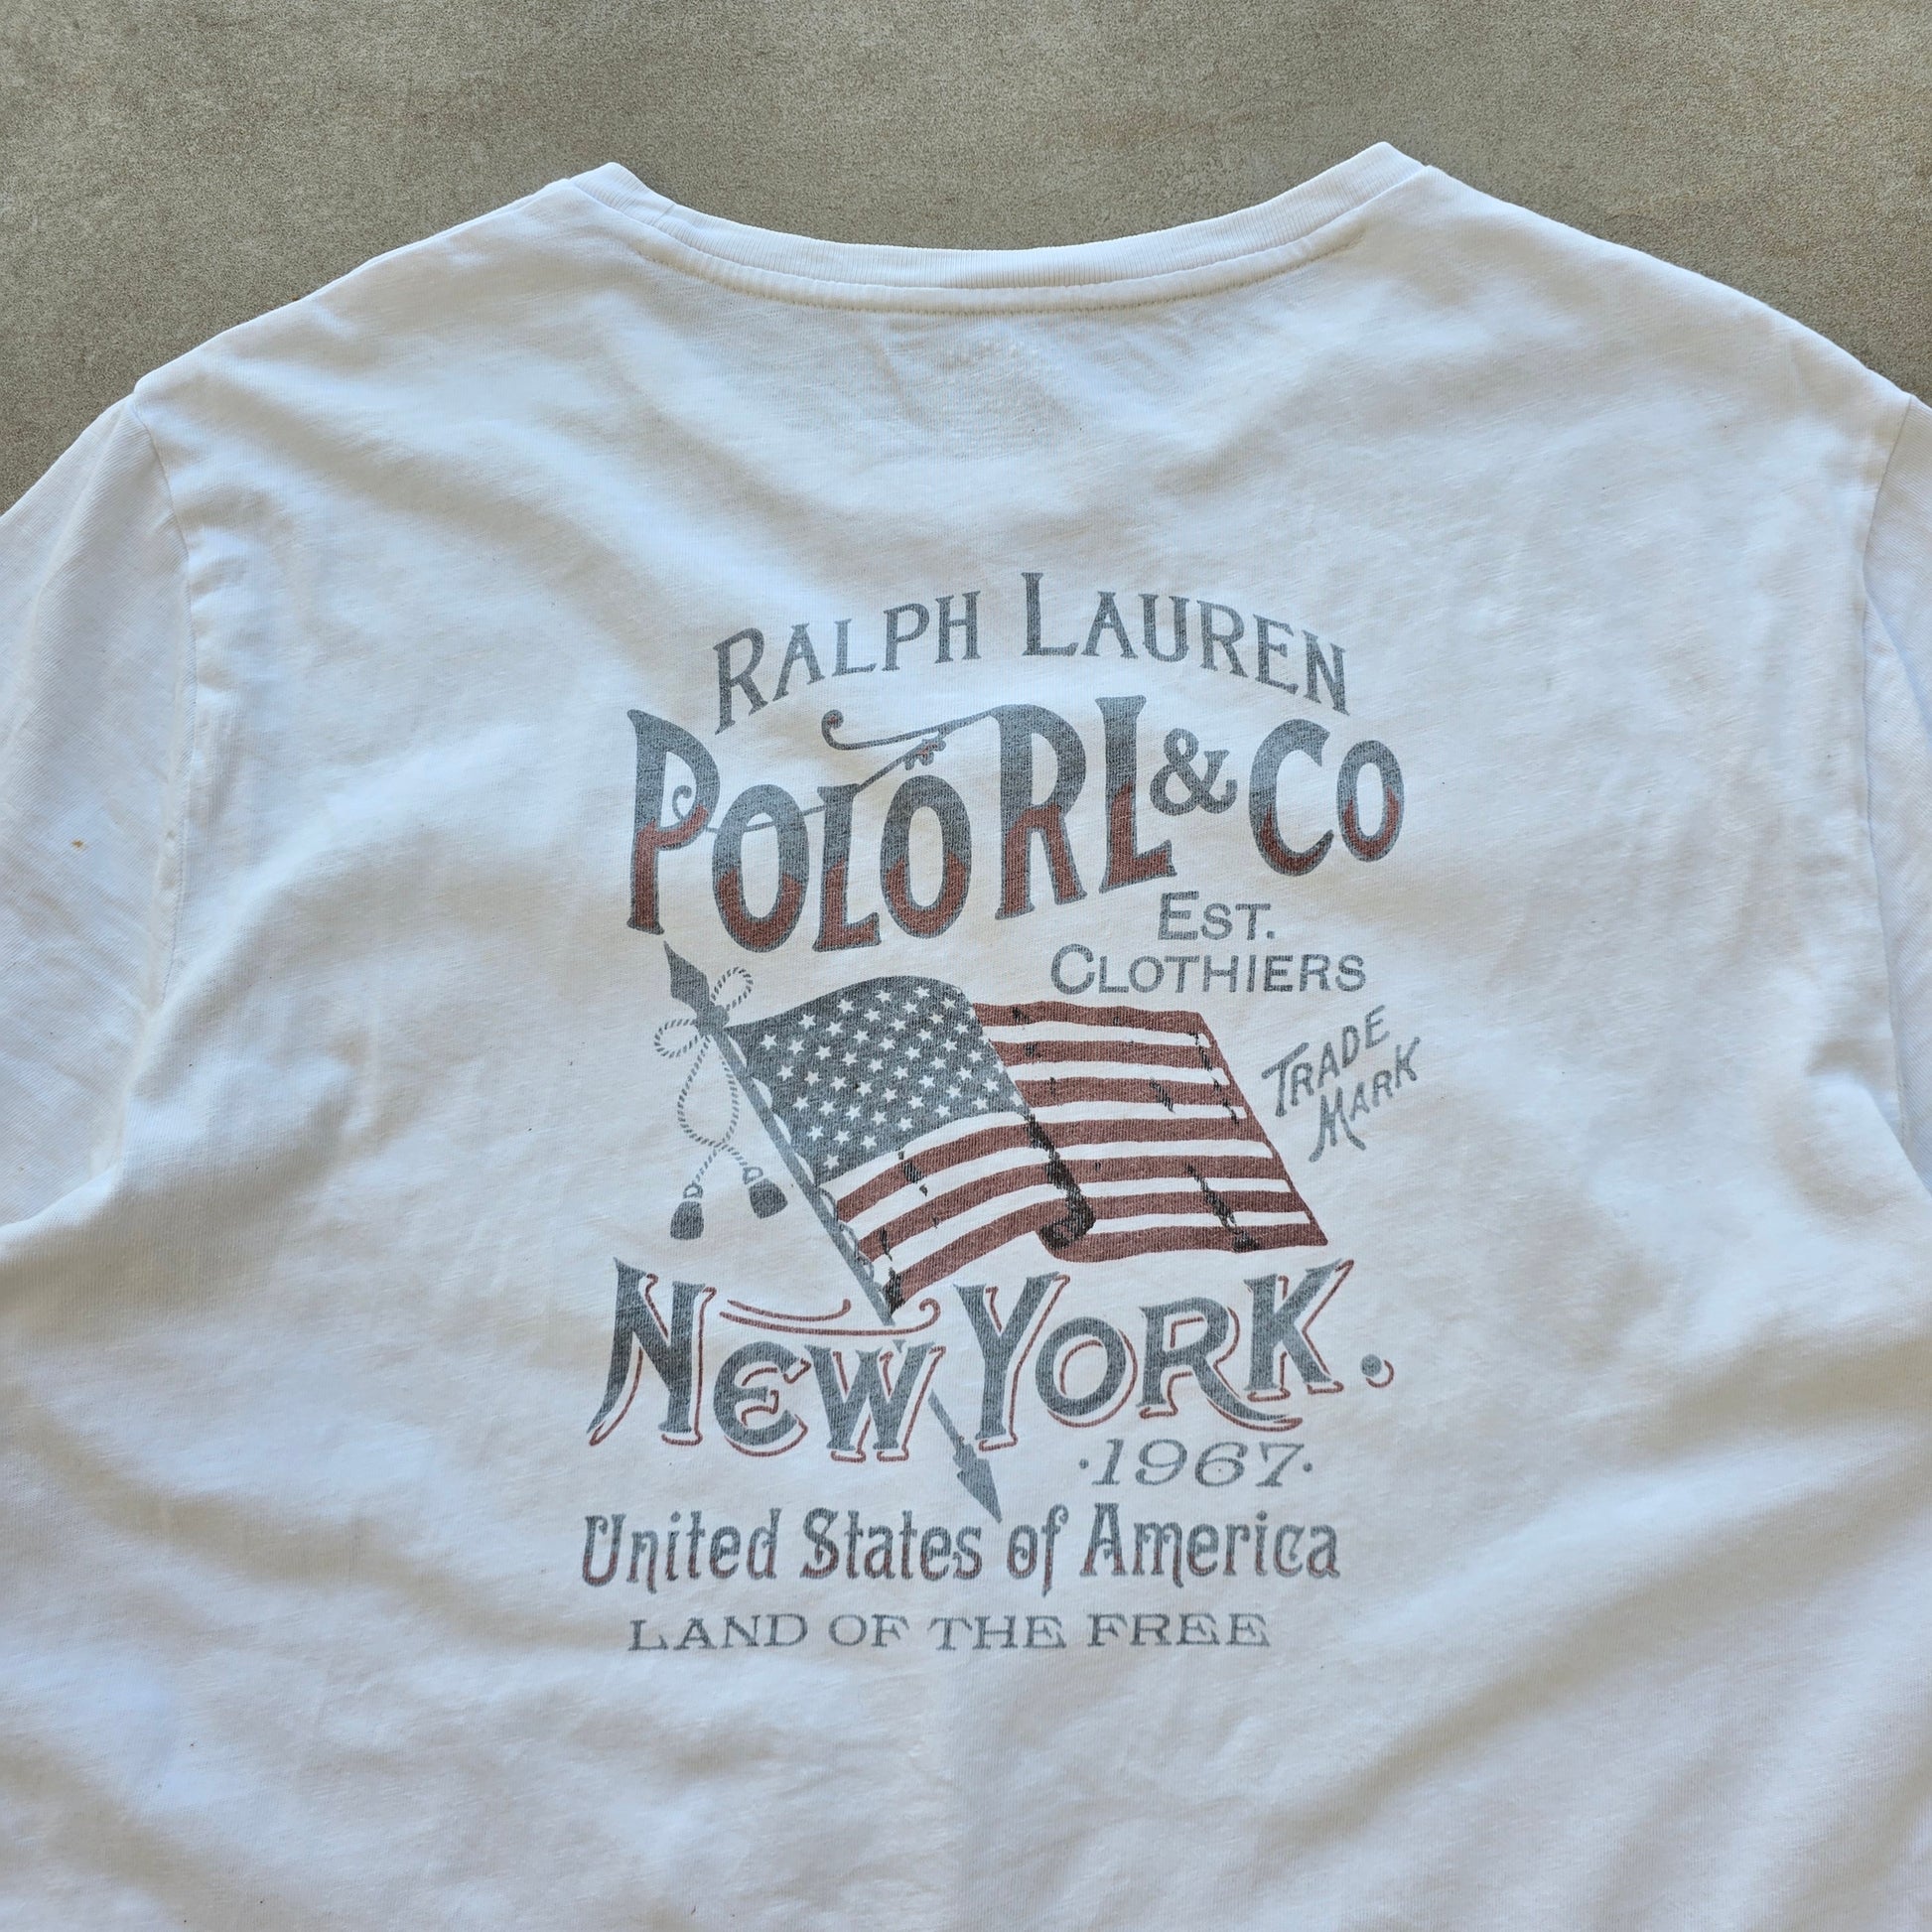 RALPH LAUREN
POLO RL & CO
EST.
CLOTHIERS
TRADE
MARK
NEW YORK.
·1967·
United States of America
LAND OF THE FREE